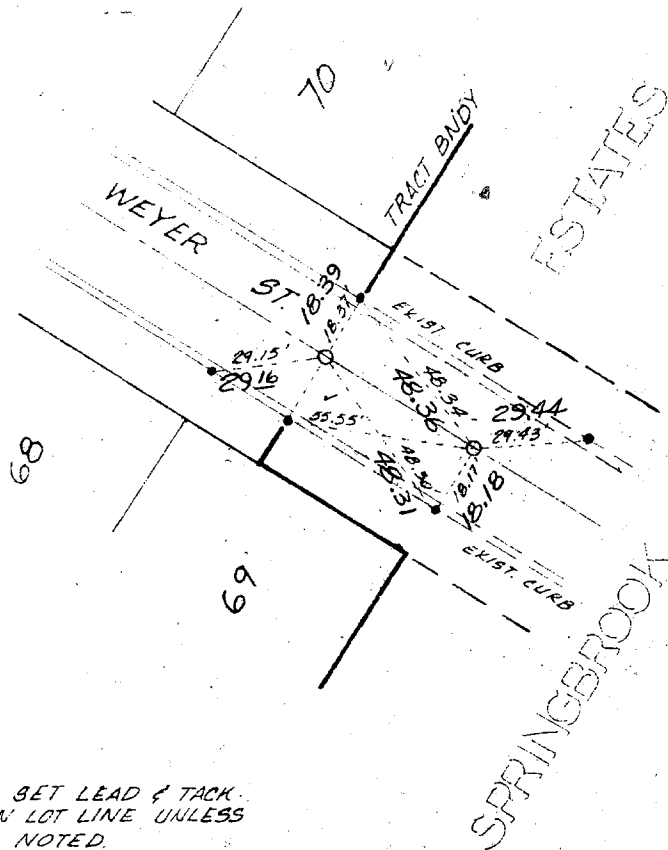 70
TRACT BNDY
ESTATES
WEYER
ST.
18.39
18.37
EXIST. CURB
29.15'
29.16
48.34
48.36
29.44
29.43
55.55'
48.30
48.31
18.17
18.18
EXIST. CURB
68
69
SPRINGBROOK
SET LEAD & TACK
LOT LINE UNLESS
NOTED.